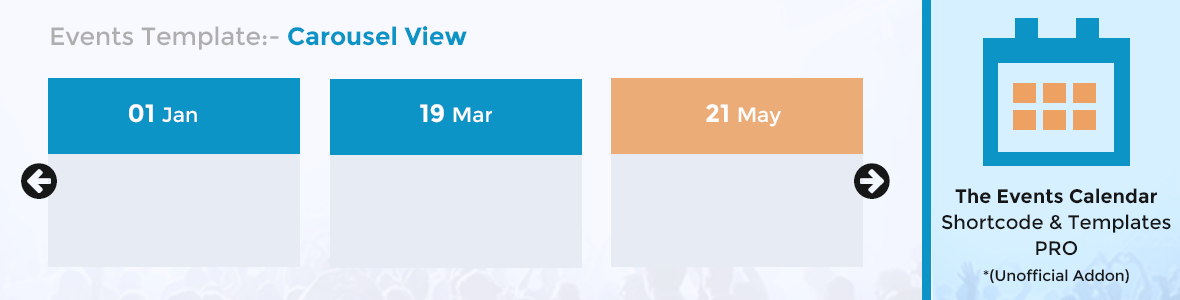 Events Template:- Carousel View
01 Jan
19 Mar
21 May
The Events Calendar
Shortcode & Templates
PRO
*(Unofficial Addon)